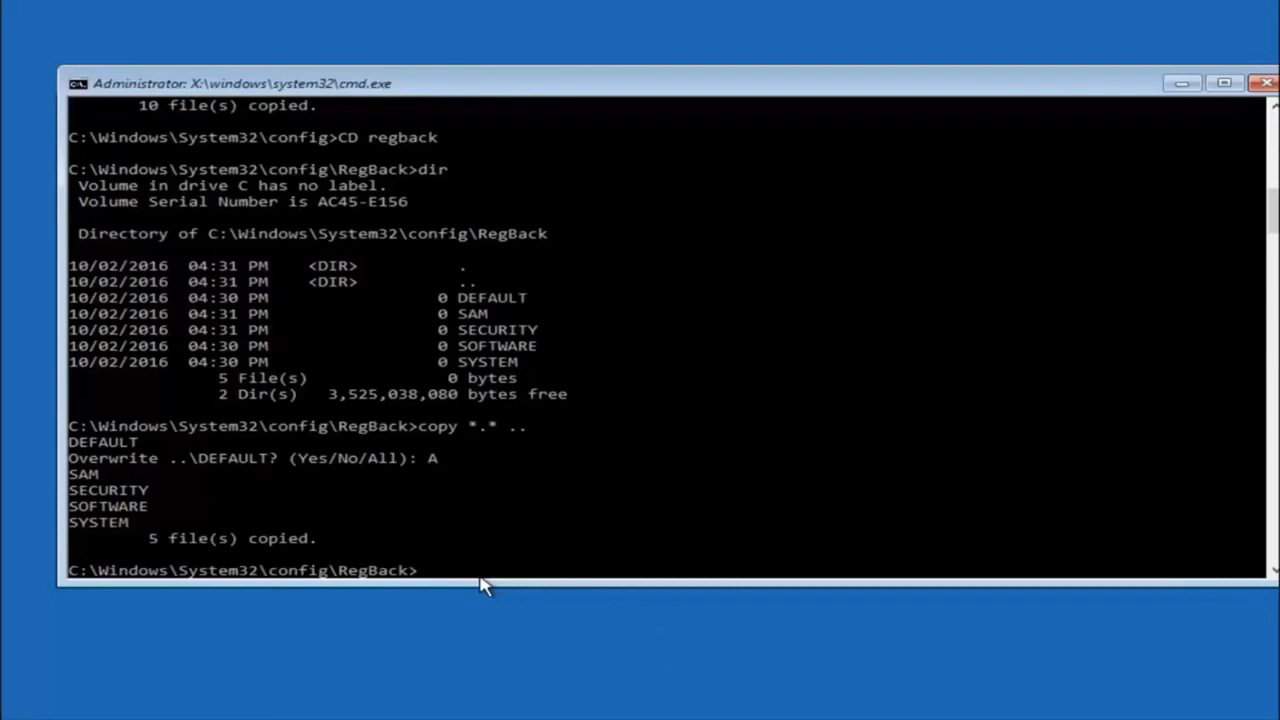 Administrator: X:\windows\system32\cmd.exe
10 file(s) copied.
C:\Windows\System32\config>CD regback
C:\Windows\System32\config\RegBack>dir
Volume in drive C has no label.
Volume Serial Number is AC45-E156
Directory of C:\Windows\System32\config\RegBack
10/02/2016  04:31 PM    <DIR>          .
10/02/2016  04:31 PM    <DIR>          ..
10/02/2016  04:30 PM                 0 DEFAULT
10/02/2016  04:31 PM                 0 SAM
10/02/2016  04:31 PM                 0 SECURITY
10/02/2016  04:30 PM                 0 SOFTWARE
10/02/2016  04:30 PM                 0 SYSTEM
5 File(s)              0 bytes
2 Dir(s)   3,525,038,080 bytes free
C:\Windows\System32\config\RegBack>copy *.* ..
DEFAULT
Overwrite ..\DEFAULT? (Yes/No/All): A
SAM
SECURITY
SOFTWARE
SYSTEM
5 file(s) copied.
C:\Windows\System32\config\RegBack>